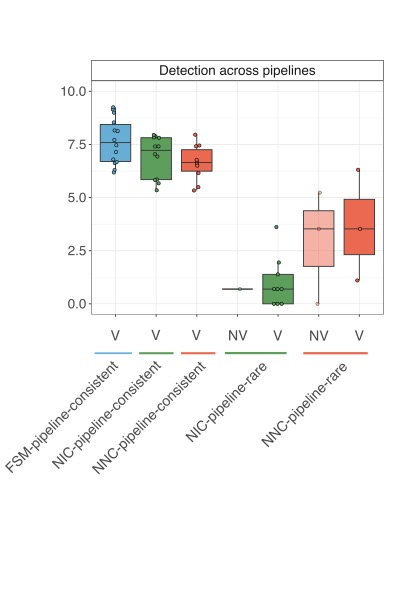 Detection across pipelines
10.0
7.5
5.0
2.5
0.0
V V V NV V NV V
FSM-pipeline-consistent
NIC-pipeline-consistent
NNC-pipeline-consistent
NIC-pipeline-rare
NNC-pipeline-rare